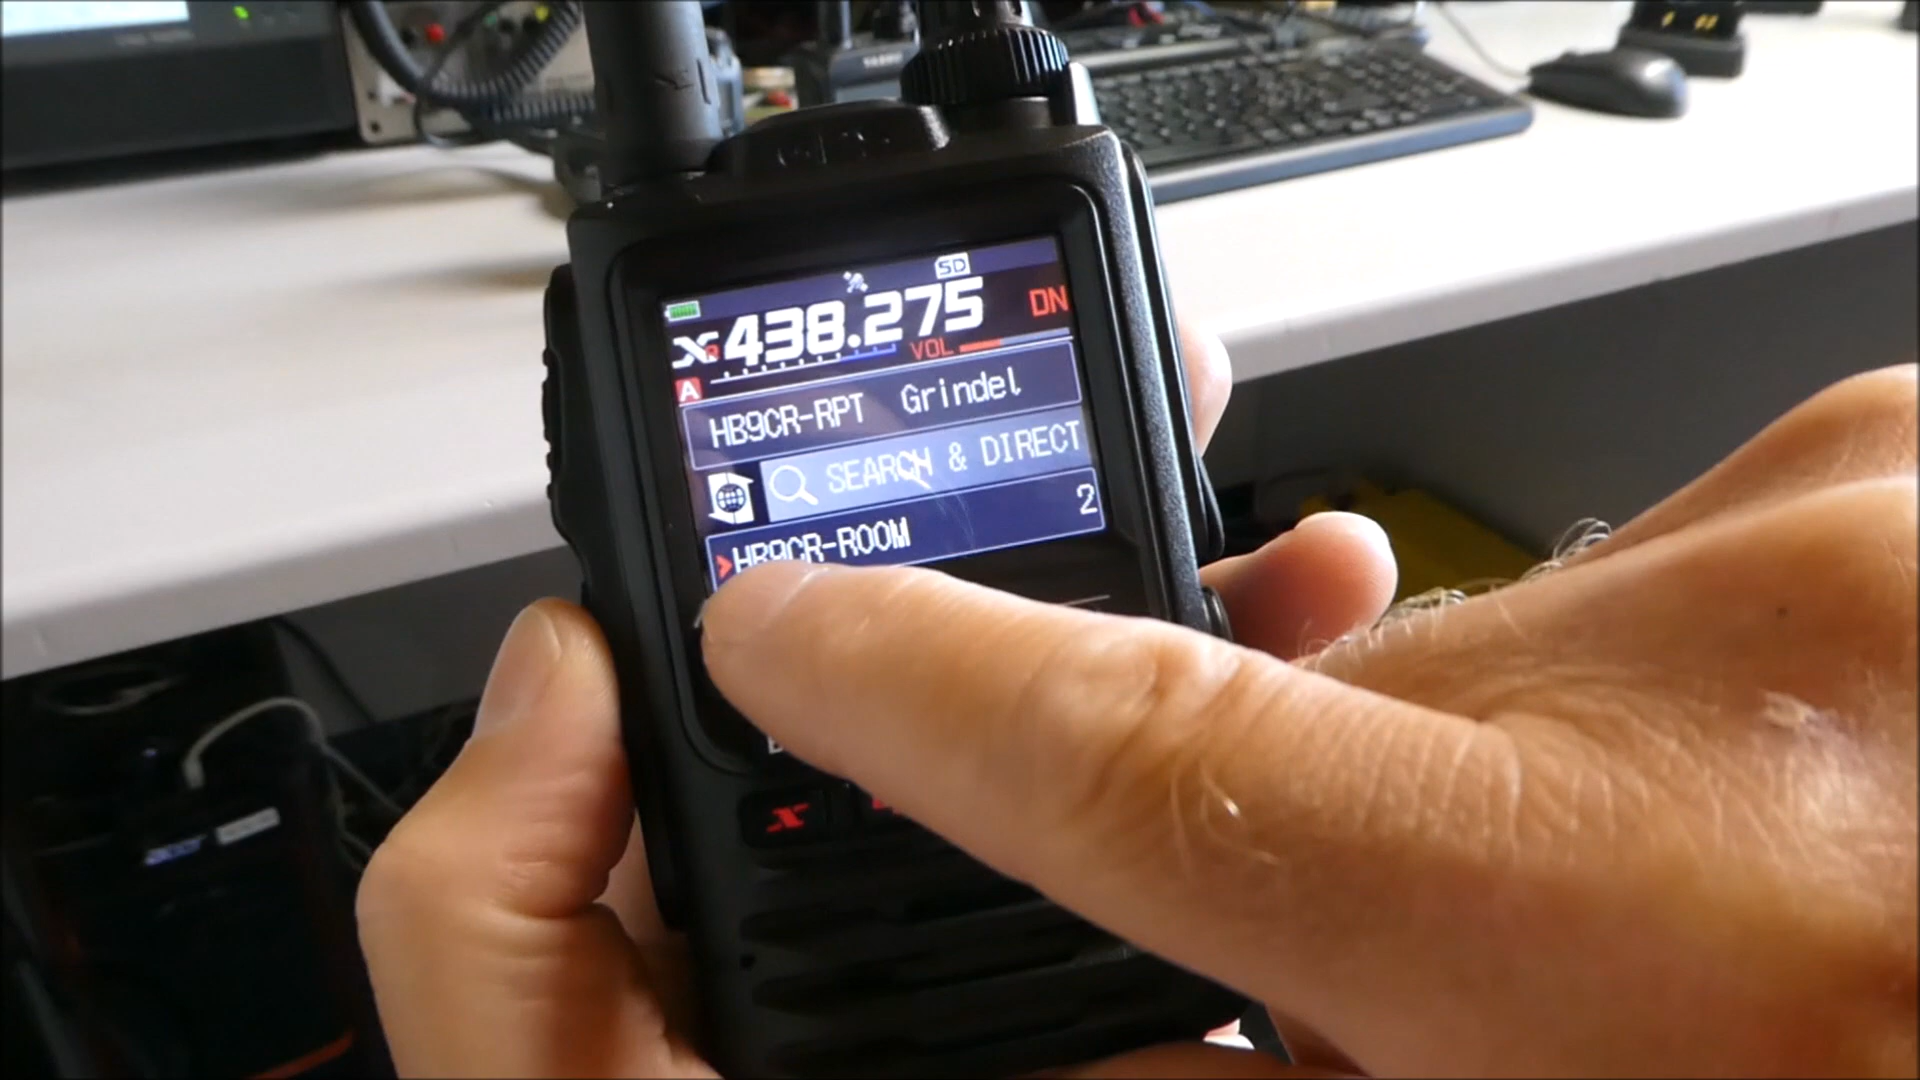 SD
438.275 DN
VOL
A
HB9CR-RPT Grindel
SEARCH & DIRECT
2
HB9CR-ROOM